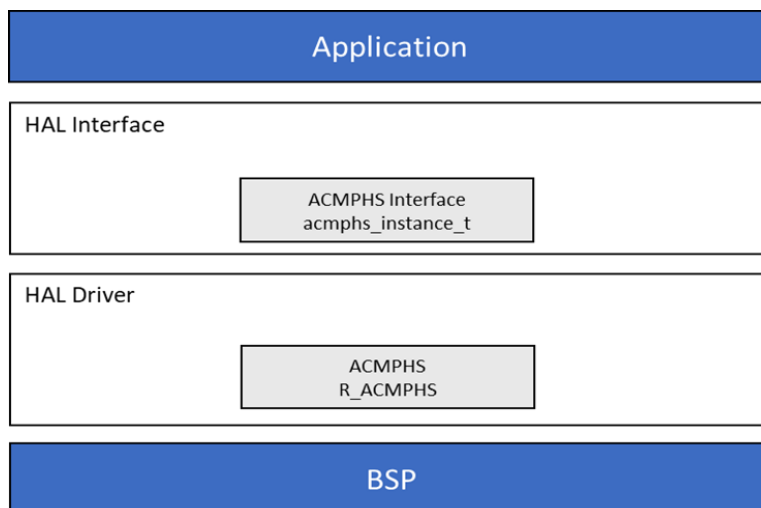 Application
HAL Interface
ACMPHS Interface
acmphs_instance_t
HAL Driver
ACMPHS
R_ACMPHS
BSP